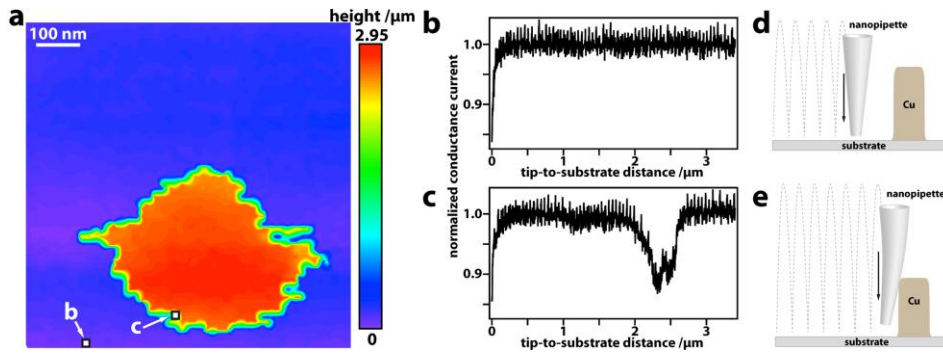 a
100 nm
height /µm
2.95
0
b
c
b
normalized conductance current
1.0
0.9
0
1
2
3
tip-to-substrate distance /µm
c
1.0
0.9
0
1
2
3
tip-to-substrate distance /µm
d
nanopipette
Cu
substrate
e
nanopipette
Cu
substrate